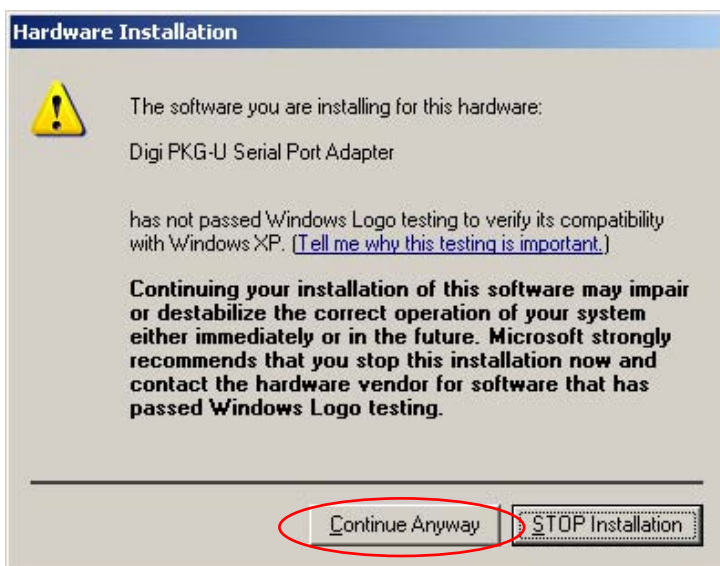 Hardware Installation
The software you are installing for this hardware:
Digi PKG-U Serial Port Adapter
has not passed Windows Logo testing to verify its compatibility
with Windows XP. (Tell me why this testing is important.)
Continuing your installation of this software may impair
or destabilize the correct operation of your system
either immediately or in the future. Microsoft strongly
recommends that you stop this installation now and
contact the hardware vendor for software that has
passed Windows Logo testing.
Continue Anyway STOP Installation